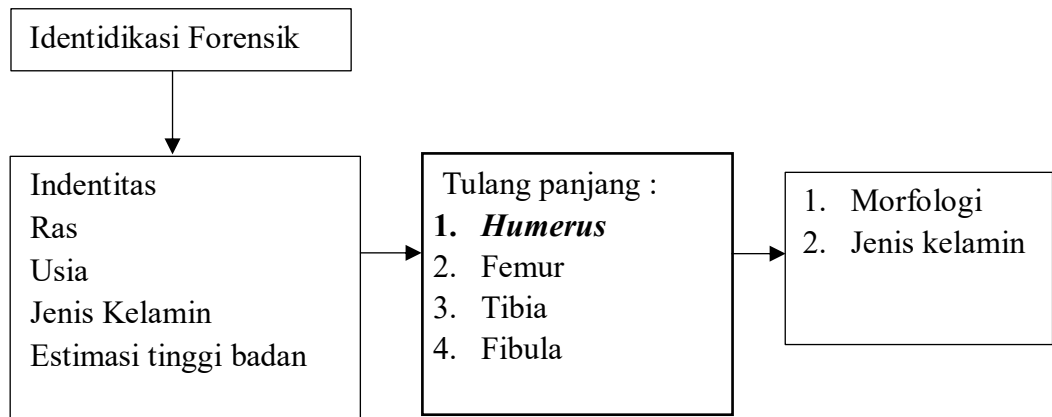 Identidikasi Forensik
Indentitas
Ras
Usia
Jenis Kelamin
Estimasi tinggi badan
Tulang panjang :
1. Humerus
2. Femur
3. Tibia
4. Fibula
1. Morfologi
2. Jenis kelamin